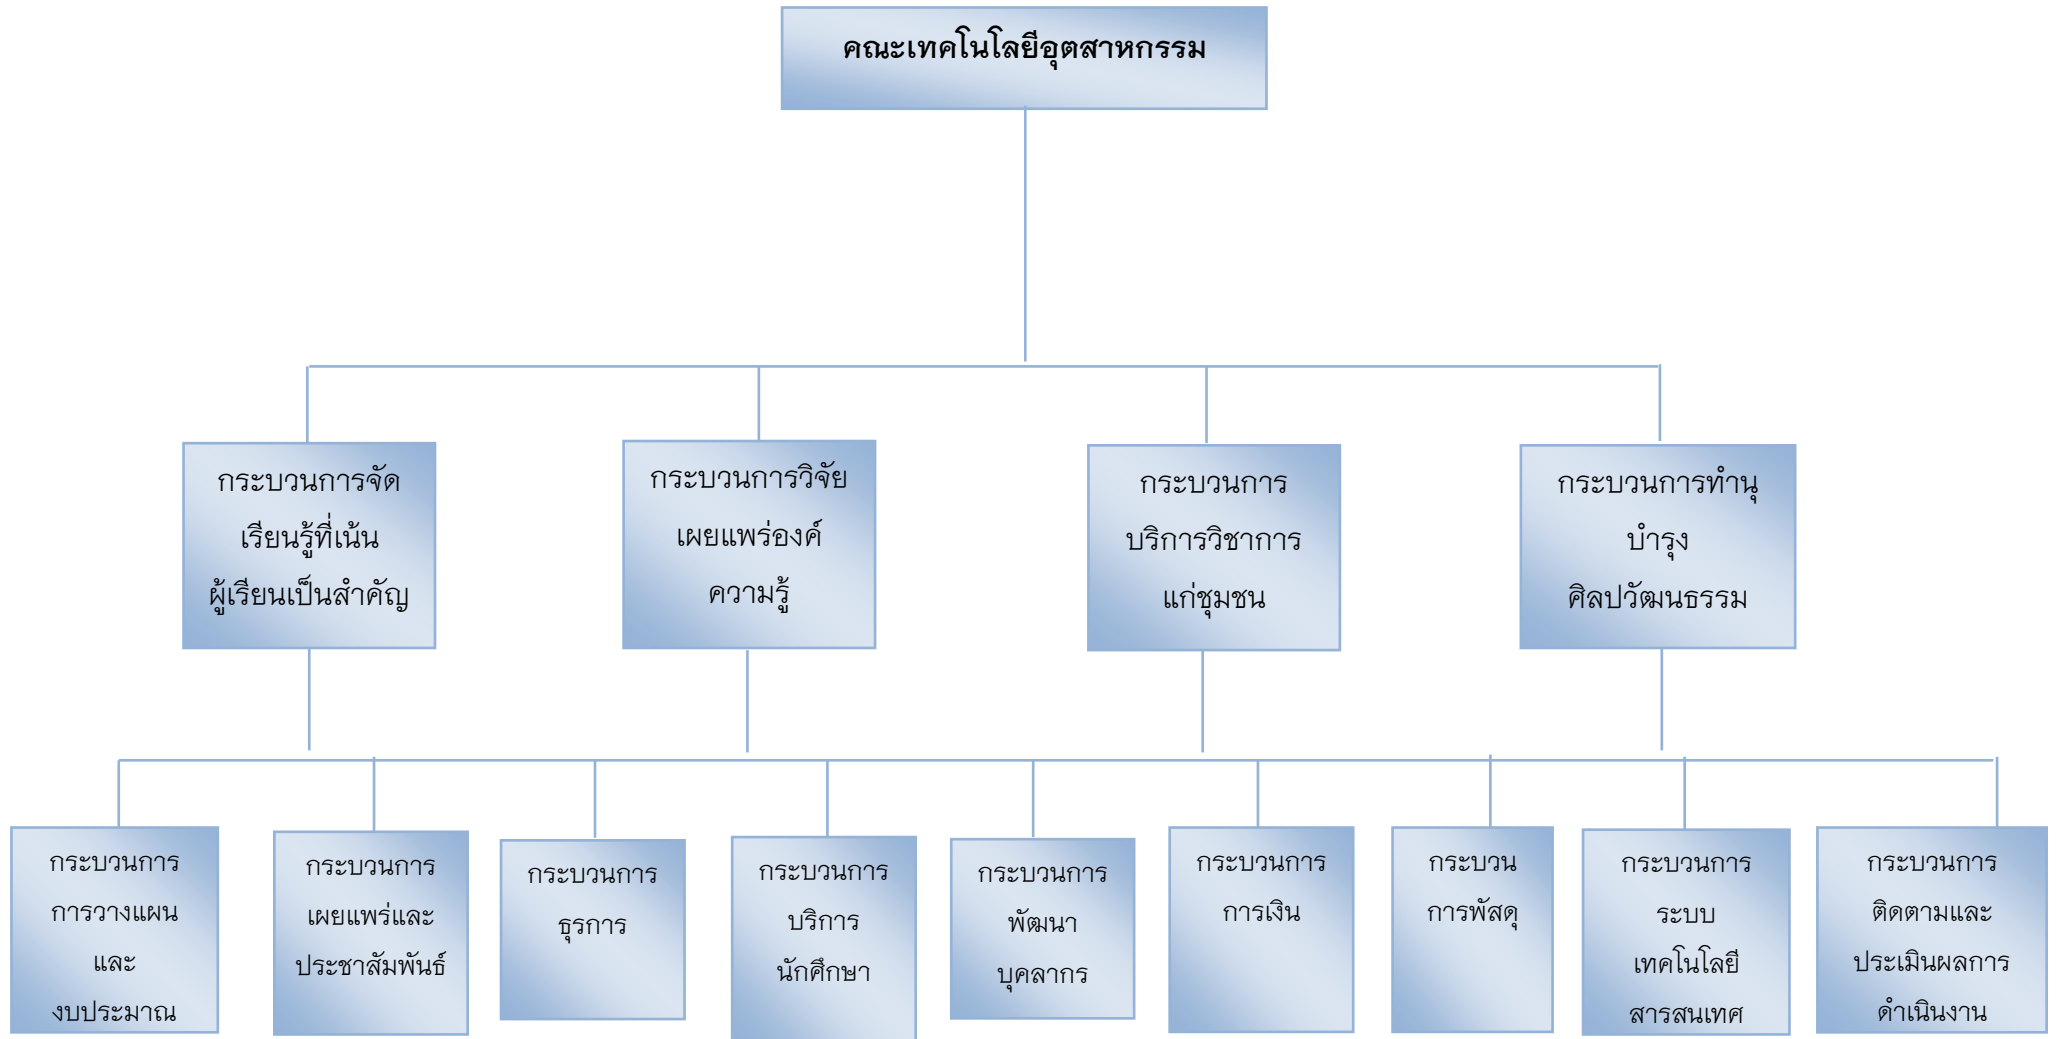 คณะเทคโนโลยีอุตสาหกรรม
กระบวนการจัด
เรียนรู้ที่เน้น
ผู้เรียนเป็นสำคัญ
กระบวนการวิจัย
เผยแพร่องค์
ความรู้
กระบวนการ
บริการวิชาการ
แก่ชุมชน
กระบวนการทำนุ
บำรุง
ศิลปวัฒนธรรม
กระบวนการ
การวางแผน
และ
งบประมาณ
กระบวนการ
เผยแพร่และ
ประชาสัมพันธ์
กระบวนการ
ธุรการ
กระบวนการ
บริการ
นักศึกษา
กระบวนการ
พัฒนา
บุคลากร
กระบวนการ
การเงิน
กระบวน
การพัสดุ
กระบวนการ
ระบบ
เทคโนโลยี
สารสนเทศ
กระบวนการ
ติดตามและ
ประเมินผลการ
ดำเนินงาน